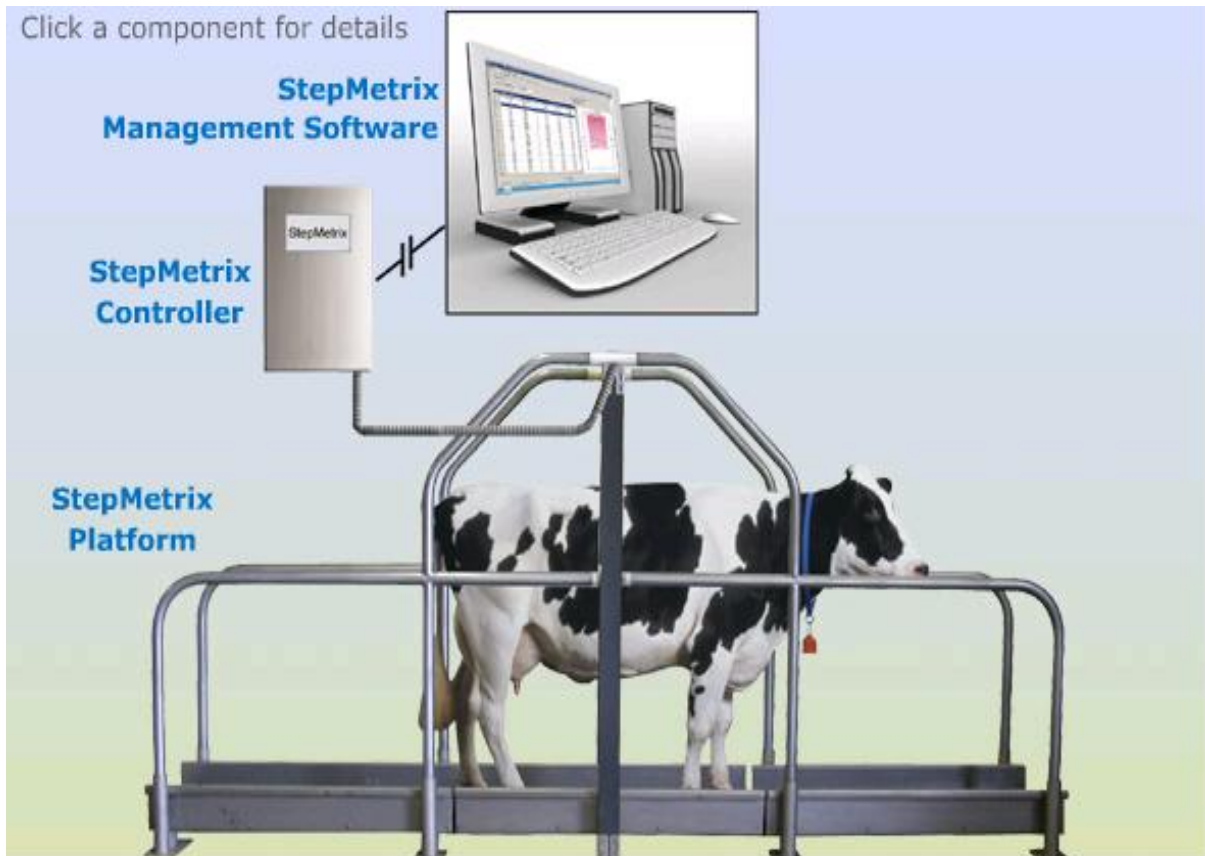 Click a component for details
StepMetrix
Management Software
StepMetrix
StepMetrix
Controller
StepMetrix
Platform